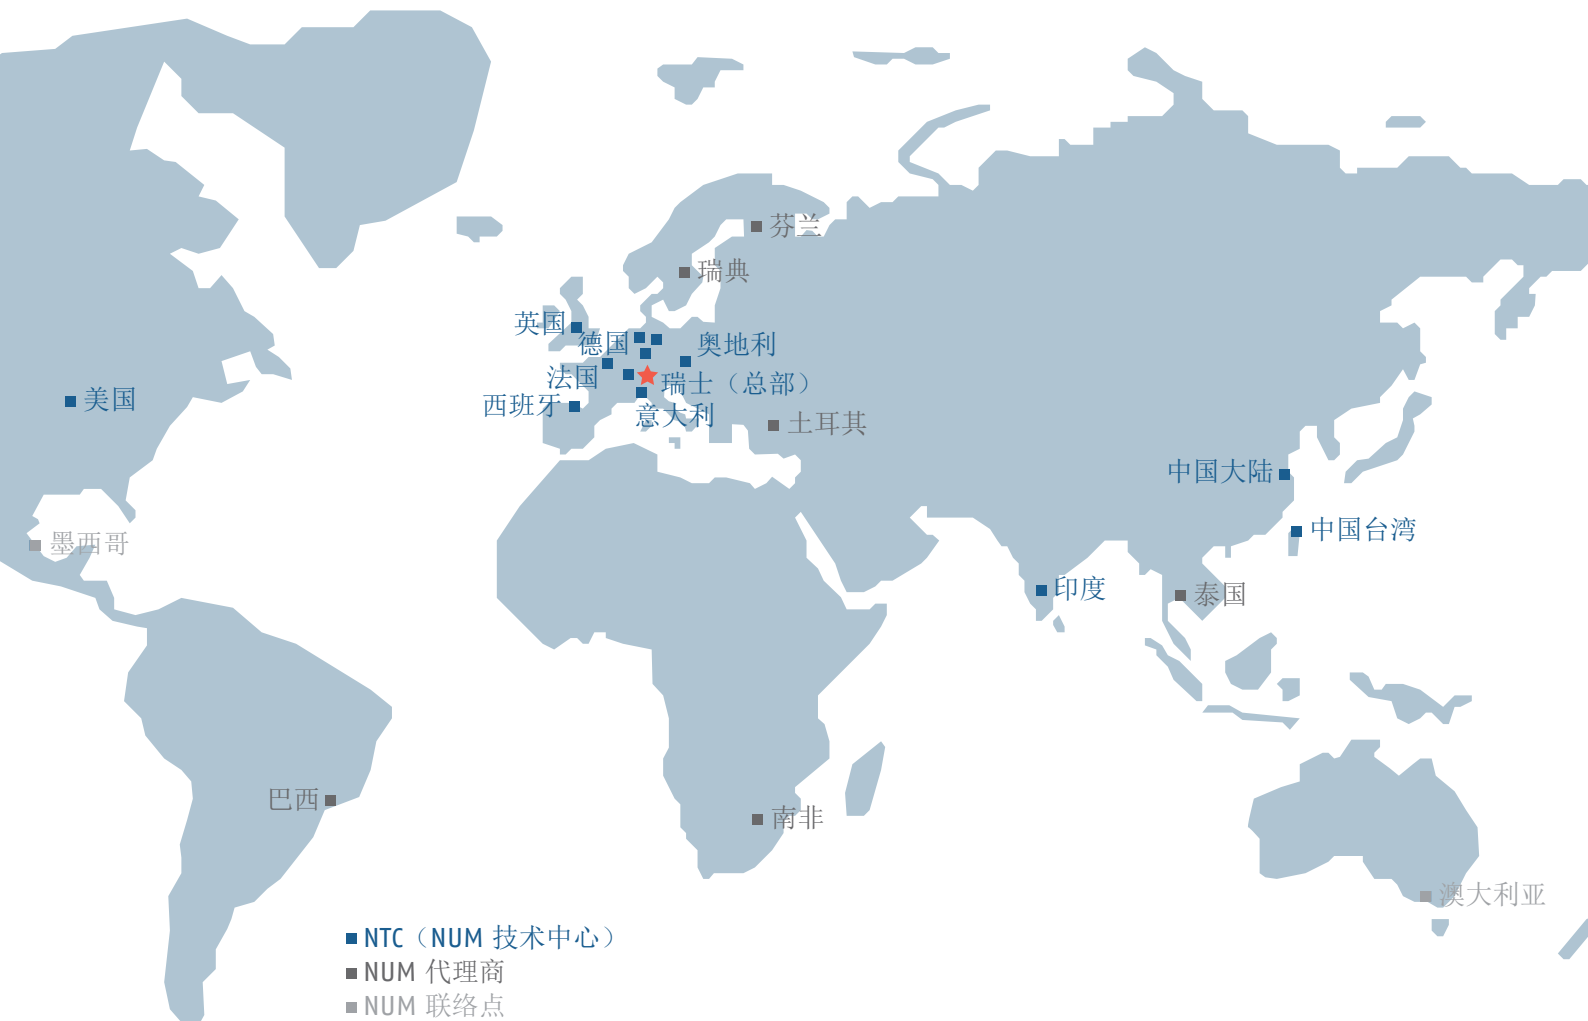 芬兰
瑞典
英国
德国
奥地利
法国
瑞士（总部）
美国
西班牙
意大利
土耳其
中国大陆
中国台湾
墨西哥
印度
泰国
巴西
南非
澳大利亚
NTC（NUM 技术中心）
NUM 代理商
NUM 联络点